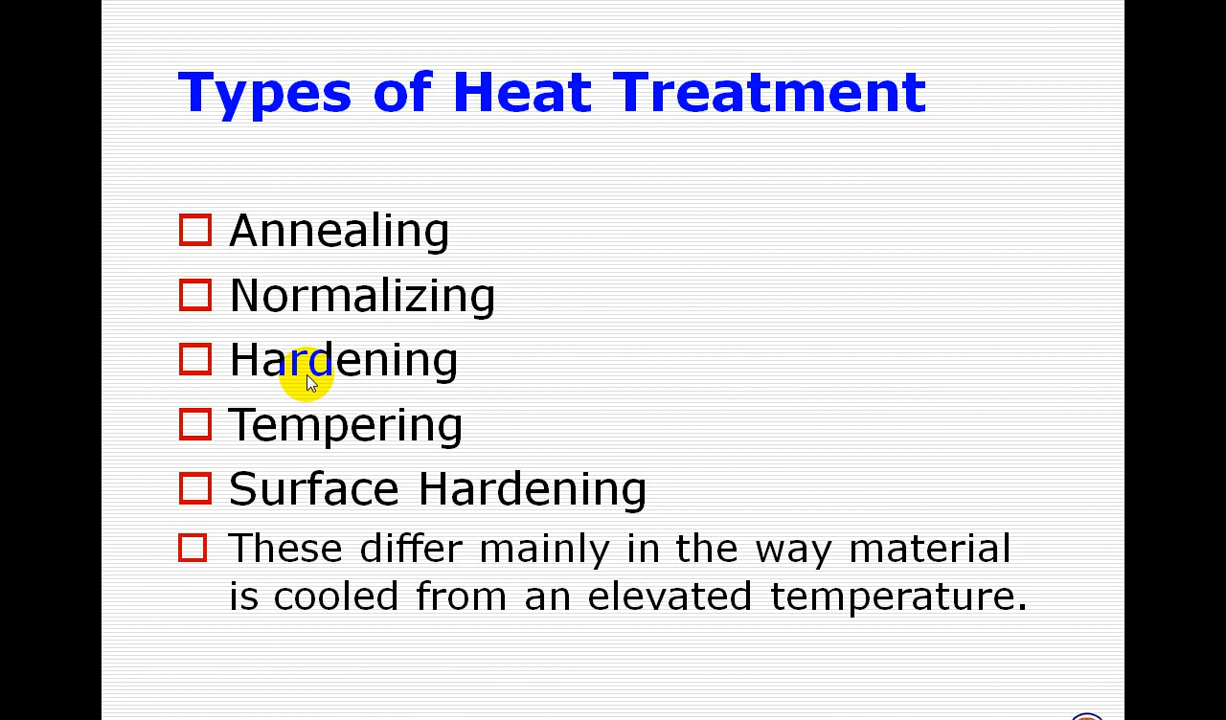 Types of Heat Treatment
Annealing
Normalizing
Hardening
Tempering
Surface Hardening
These differ mainly in the way material
is cooled from an elevated temperature.